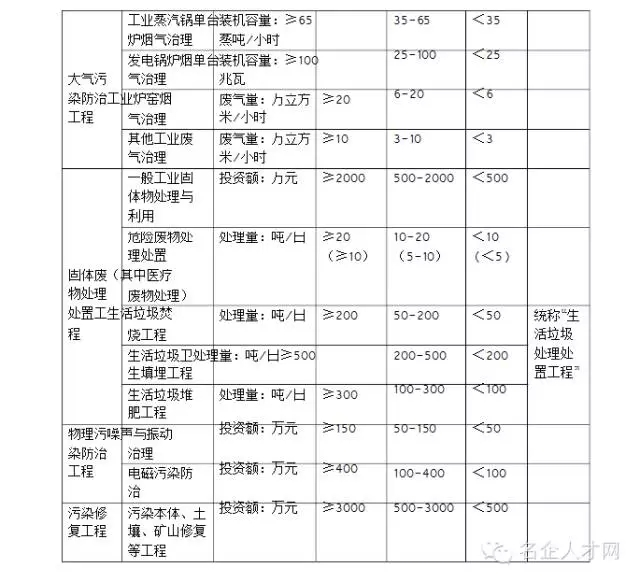 工业蒸汽锅单台装机容量：≥65 35-65 ＜35
炉烟气治理 蒸吨/小时
发电锅炉烟单台装机容量：≥100 25-100 ＜25
气治理 兆瓦
大气污
染防治工业炉窑烟 废气量：万立方 ≥20 6-20 ＜6
工程 气治理 米/小时
其他工业废 废气量：万立方 ≥10 3-10 ＜3
气治理 米/小时
一般工业固 投资额：万元 ≥2000 500-2000 ＜500
体物处理与
利用
危险废物处 处理量：吨/日 ≥20 10-20 ＜10
理处置 （≥10） （5-10） （＜5）
固体废（其中医疗
物处理 废物处理）
处置工生活垃圾焚 处理量：吨/日 ≥200 50-200 ＜50 统称“生
程 烧工程 活垃圾
生活垃圾卫处理量：吨/日≥500 200-500 ＜200 处理处
生填埋工程 置工程”
生活垃圾堆 处理量：吨/日 ≥300 100-300 ＜100
肥工程
物理污噪声与振动 投资额：万元 ≥150 50-150 ＜50
染防治 治理
工程 电磁污染防 投资额：万元 ≥400 100-400 ＜100
治
污染修 污染本体、土 投资额：万元 ≥3000 500-3000 ＜500
复工程 壤、矿山修复
等工程
名企人才网